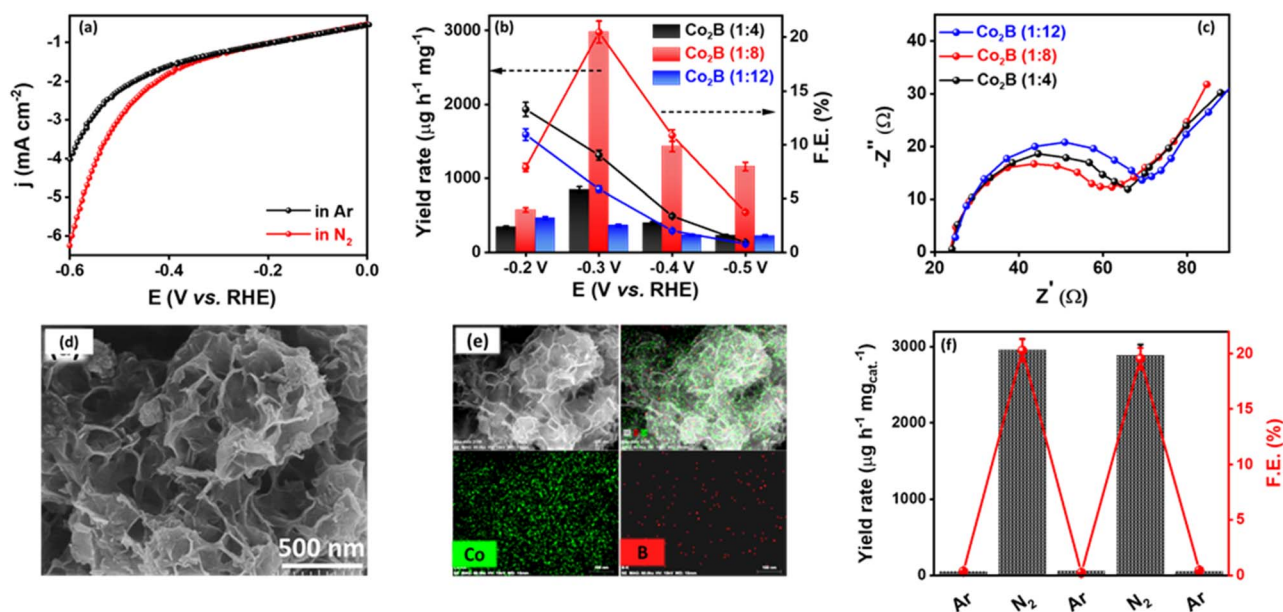 (a)
-1
-2
-3
-4
-5
-6
j (mA cm⁻²)
in Ar
in N₂
-0.6
-0.4
-0.2
0.0
E (V vs. RHE)
(b)
Co₂B (1:4)
Co₂B (1:8)
Co₂B (1:12)
3000
2000
1000
0
Yield rate (µg h⁻¹ mg⁻¹)
20
15
10
5
0
F.E. (%)
-0.2 V
-0.3 V
-0.4 V
-0.5 V
E (V vs. RHE)
(c)
Co₂B (1:12)
Co₂B (1:8)
Co₂B (1:4)
40
30
20
10
0
-Z" (Ω)
20
40
60
80
Z' (Ω)
(d)
500 nm
(e)
Co
B
(f)
3000
2000
1000
0
Yield rate (µg h⁻¹ mg_cat.⁻¹)
20
15
10
5
0
F.E. (%)
Ar
N₂
Ar
N₂
Ar